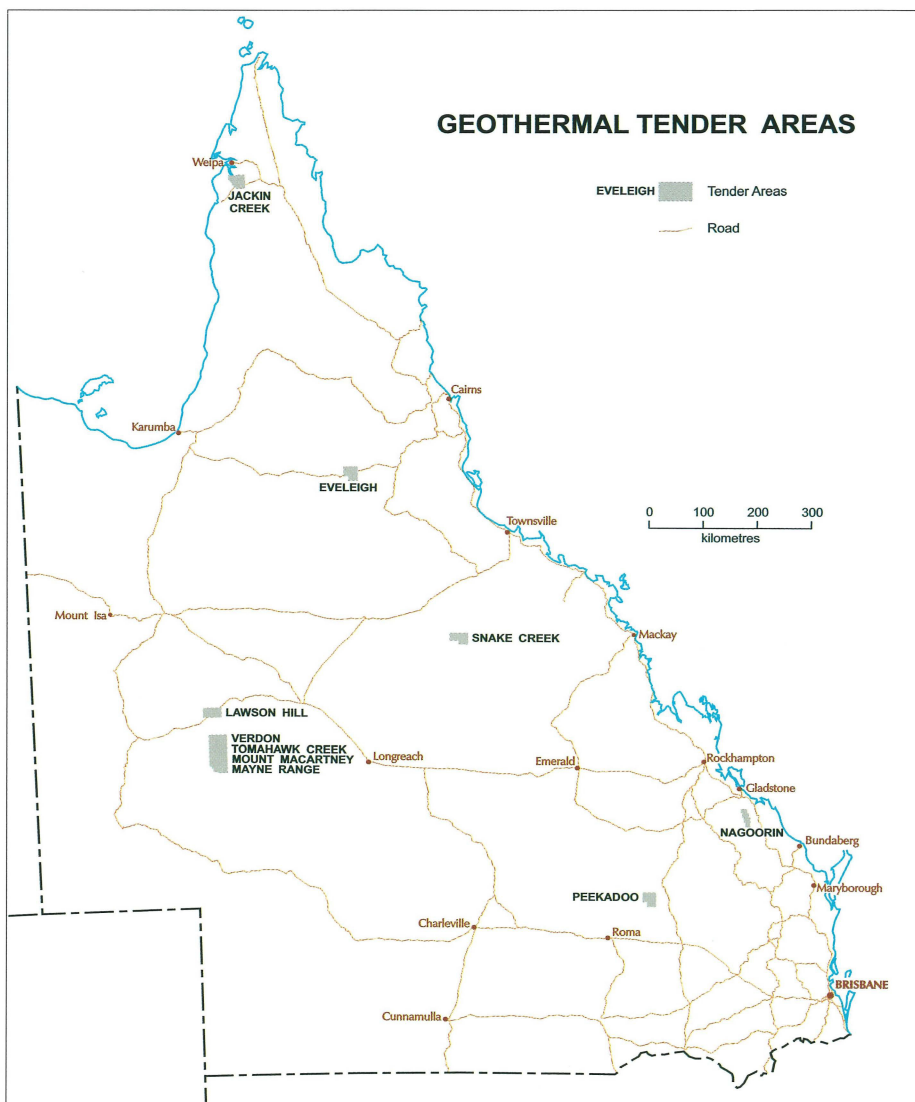 GEOTHERMAL TENDER AREAS
Weipa
EVELEIGH
Tender Areas
JACKIN
CREEK
Road
Cairns
Karumba
EVELEIGH
0 100 200 300
kilometres
Townsville
Mount Isa
SNAKE CREEK
Mackay
LAWSON HILL
VERDON
TOMAHAWK CREEK
MOUNT MACARTNEY
MAYNE RANGE
Longreach
Emerald
Rockhampton
Gladstone
NAGOORIN
Bundaberg
PEEKADOO
Maryborough
Charleville
Roma
BRISBANE
Cunnamulla